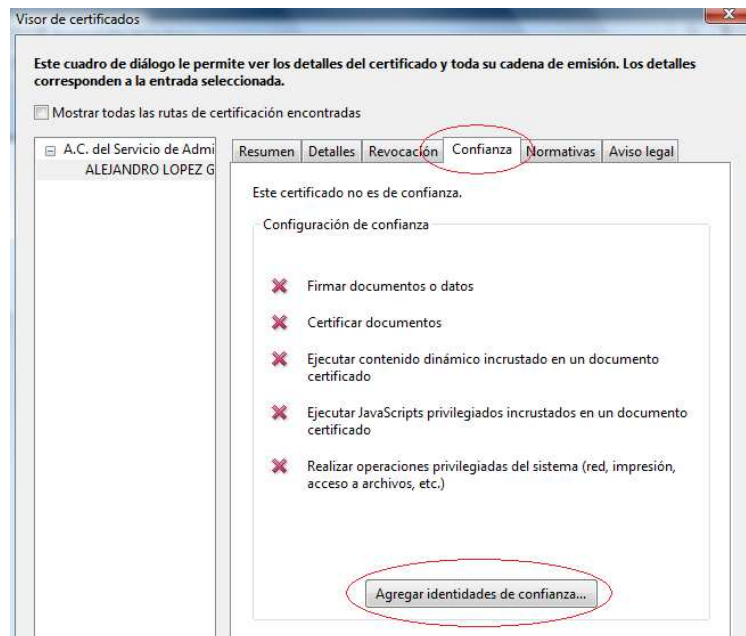 Visor de certificados
Este cuadro de diálogo le permite ver los detalles del certificado y toda su cadena de emisión. Los detalles
corresponden a la entrada seleccionada.
Mostrar todas las rutas de certificación encontradas
A.C. del Servicio de Admi
ALEJANDRO LOPEZ G
Resumen Detalles Revocación Confianza Normativas Aviso legal
Este certificado no es de confianza.
Configuración de confianza
Firmar documentos o datos
Certificar documentos
Ejecutar contenido dinámico incrustado en un documento
certificado
Ejecutar JavaScripts privilegiados incrustados en un documento
certificado
Realizar operaciones privilegiadas del sistema (red, impresión,
acceso a archivos, etc.)
Agregar identidades de confianza...